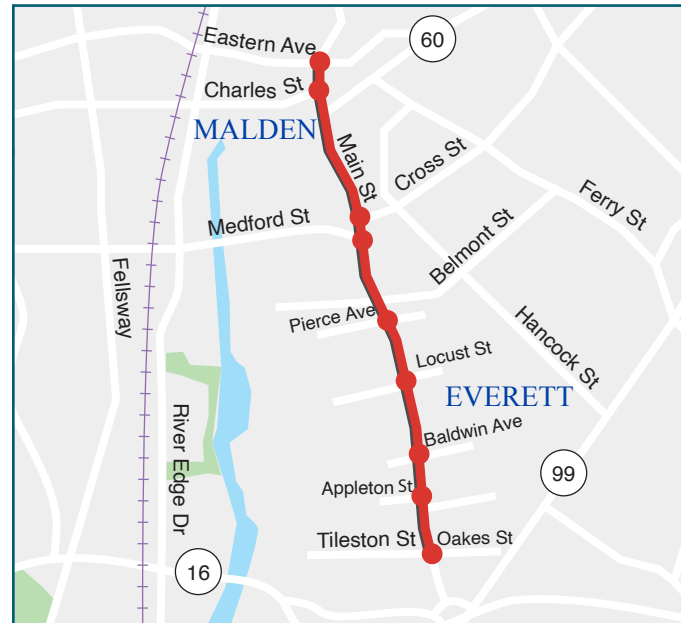 Eastern Ave
60
Charles St
MALDEN
Main St
Cross St
Ferry St
Medford St
Belmont St
Fellsway
Pierce Ave
Hancock St
Locust St
EVERETT
River Edge Dr
Baldwin Ave
99
Appleton St
Tileston St
Oakes St
16